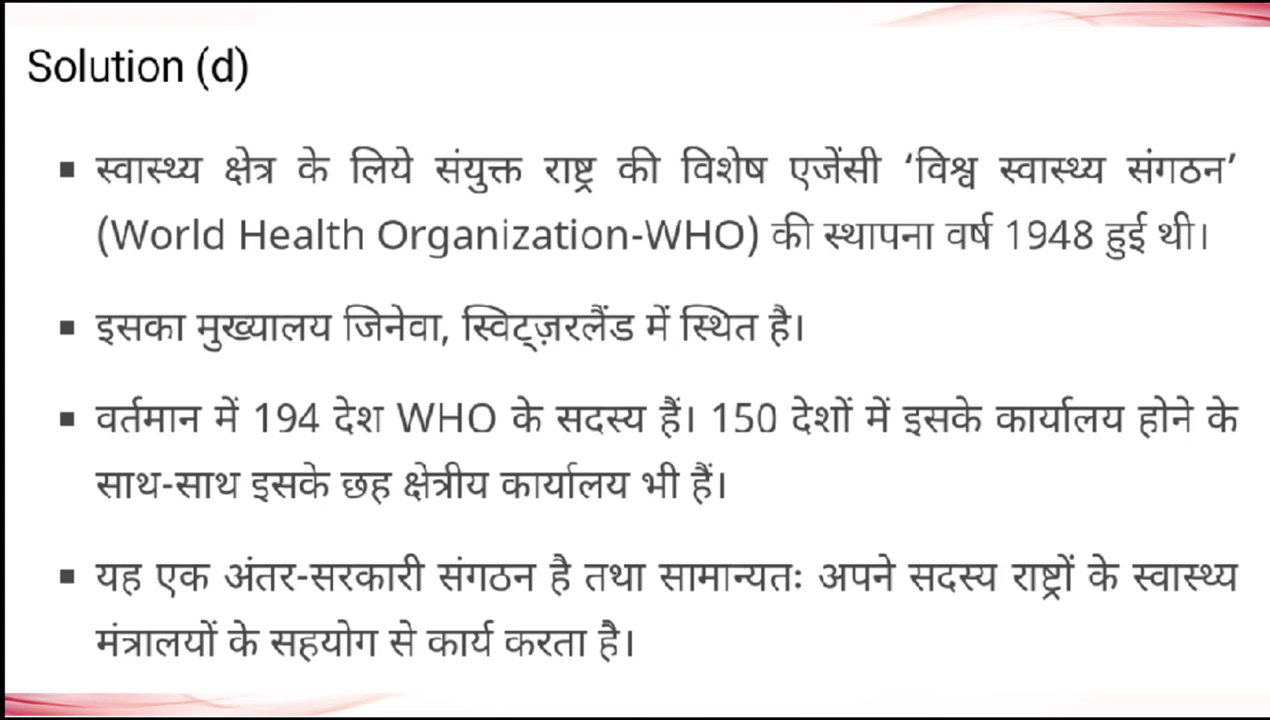 Solution (d)
▪ स्वास्थ्य क्षेत्र के लिये संयुक्त राष्ट्र की विशेष एजेंसी ‘विश्व स्वास्थ्य संगठन’
(World Health Organization-WHO) की स्थापना वर्ष 1948 हुई थी।
▪ इसका मुख्यालय जिनेवा, स्विट्ज़रलैंड में स्थित है।
▪ वर्तमान में 194 देश WHO के सदस्य हैं। 150 देशों में इसके कार्यालय होने के
साथ-साथ इसके छह क्षेत्रीय कार्यालय भी हैं।
▪ यह एक अंतर-सरकारी संगठन है तथा सामान्यतः अपने सदस्य राष्ट्रों के स्वास्थ्य
मंत्रालयों के सहयोग से कार्य करता है।